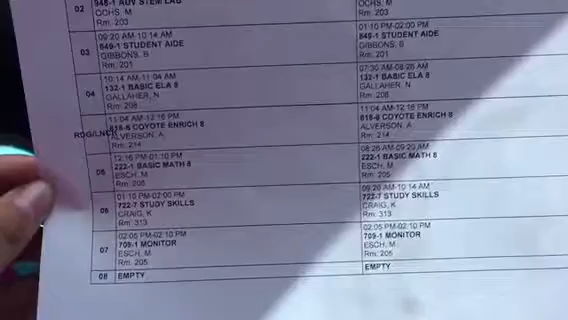 948-1 ADV STEM LAB
02
OCHS, M
OCHS, M
Rm. 203
Rm. 203
09:20 AM-10:14 AM
01:10 PM-02:00 PM
03
849-1 STUDENT AIDE
849-1 STUDENT AIDE
GIBBONS, B
GIBBONS, B
Rm. 201
Rm. 201
10:14 AM-11:04 AM
07:30 AM-08:26 AM
04
132-1 BASIC ELA 8
132-1 BASIC ELA 8
GALLAHER, N
GALLAHER, N
Rm. 208
Rm. 208
11:04 AM-12:16 PM
11:04 AM-12:16 PM
818-8 COYOTE ENRICH 8
818-8 COYOTE ENRICH 8
ALVERSON, A
ALVERSON, A
Rm. 214
Rm. 214
12:16 PM-01:10 PM
08:26 AM-09:20 AM
05
222-1 BASIC MATH 8
222-1 BASIC MATH 8
ESCH, M
ESCH, M
Rm. 205
Rm. 205
01:10 PM-02:00 PM
09:20 AM-10:14 AM
06
722-7 STUDY SKILLS
722-7 STUDY SKILLS
CRAIG, K
CRAIG, K
Rm. 313
Rm. 313
02:05 PM-02:10 PM
02:05 PM-02:10 PM
07
709-1 MONITOR
709-1 MONITOR
ESCH, M
ESCH, M
Rm. 205
Rm. 205
08
EMPTY
EMPTY